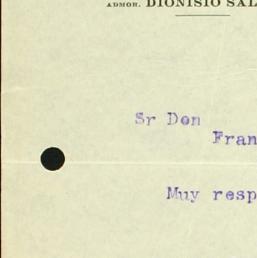 ADMOR. DIONISIO SAL
Sr Don
Fran
Muy resp